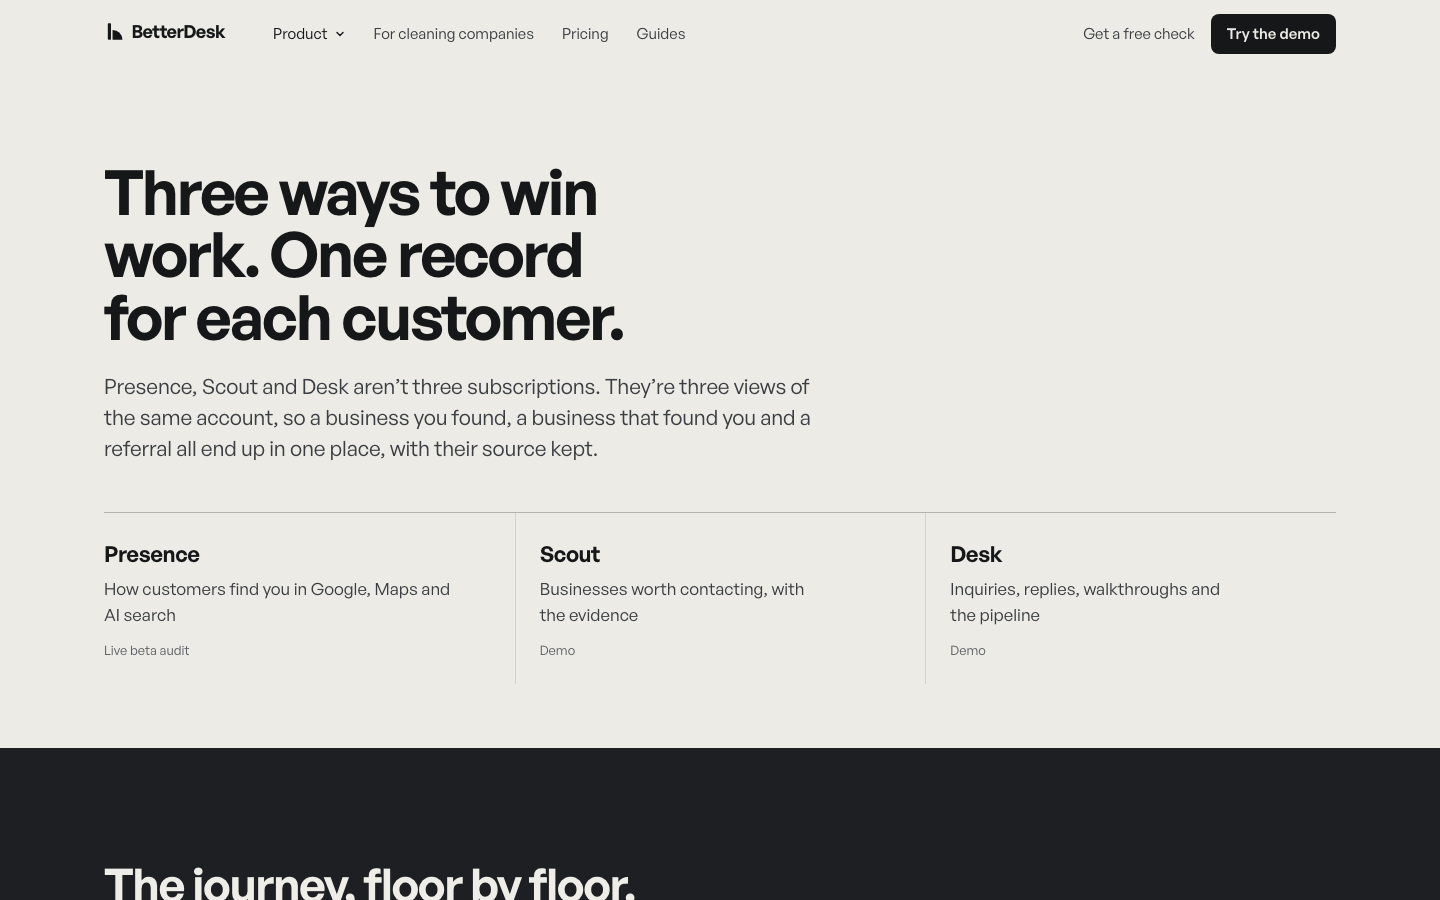 BetterDesk
Product
For cleaning companies
Pricing
Guides
Get a free check
Try the demo
Three ways to win
work. One record
for each customer.
Presence, Scout and Desk aren’t three subscriptions. They’re three views of
the same account, so a business you found, a business that found you and a
referral all end up in one place, with their source kept.
Presence
How customers find you in Google, Maps and
AI search
Live beta audit
Scout
Businesses worth contacting, with
the evidence
Demo
Desk
Inquiries, replies, walkthroughs and
the pipeline
Demo
The journey, floor by floor.